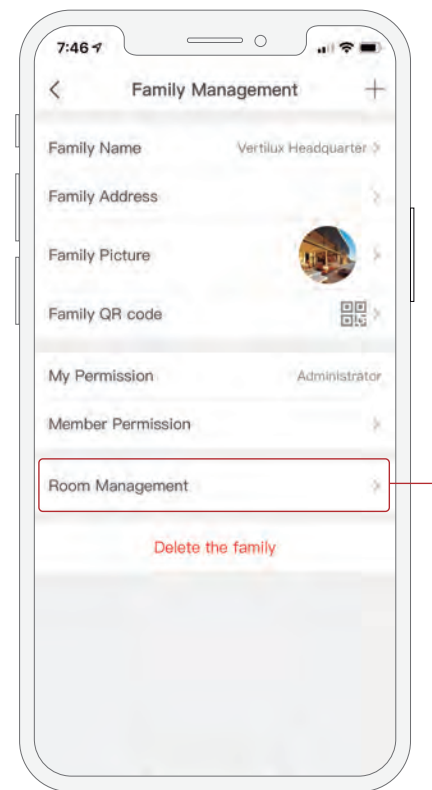 7:46
Family Management
Family Name Vertilux Headquarter
Family Address
Family Picture
Family QR code
My Permission Administrator
Member Permission
Room Management
Delete the family